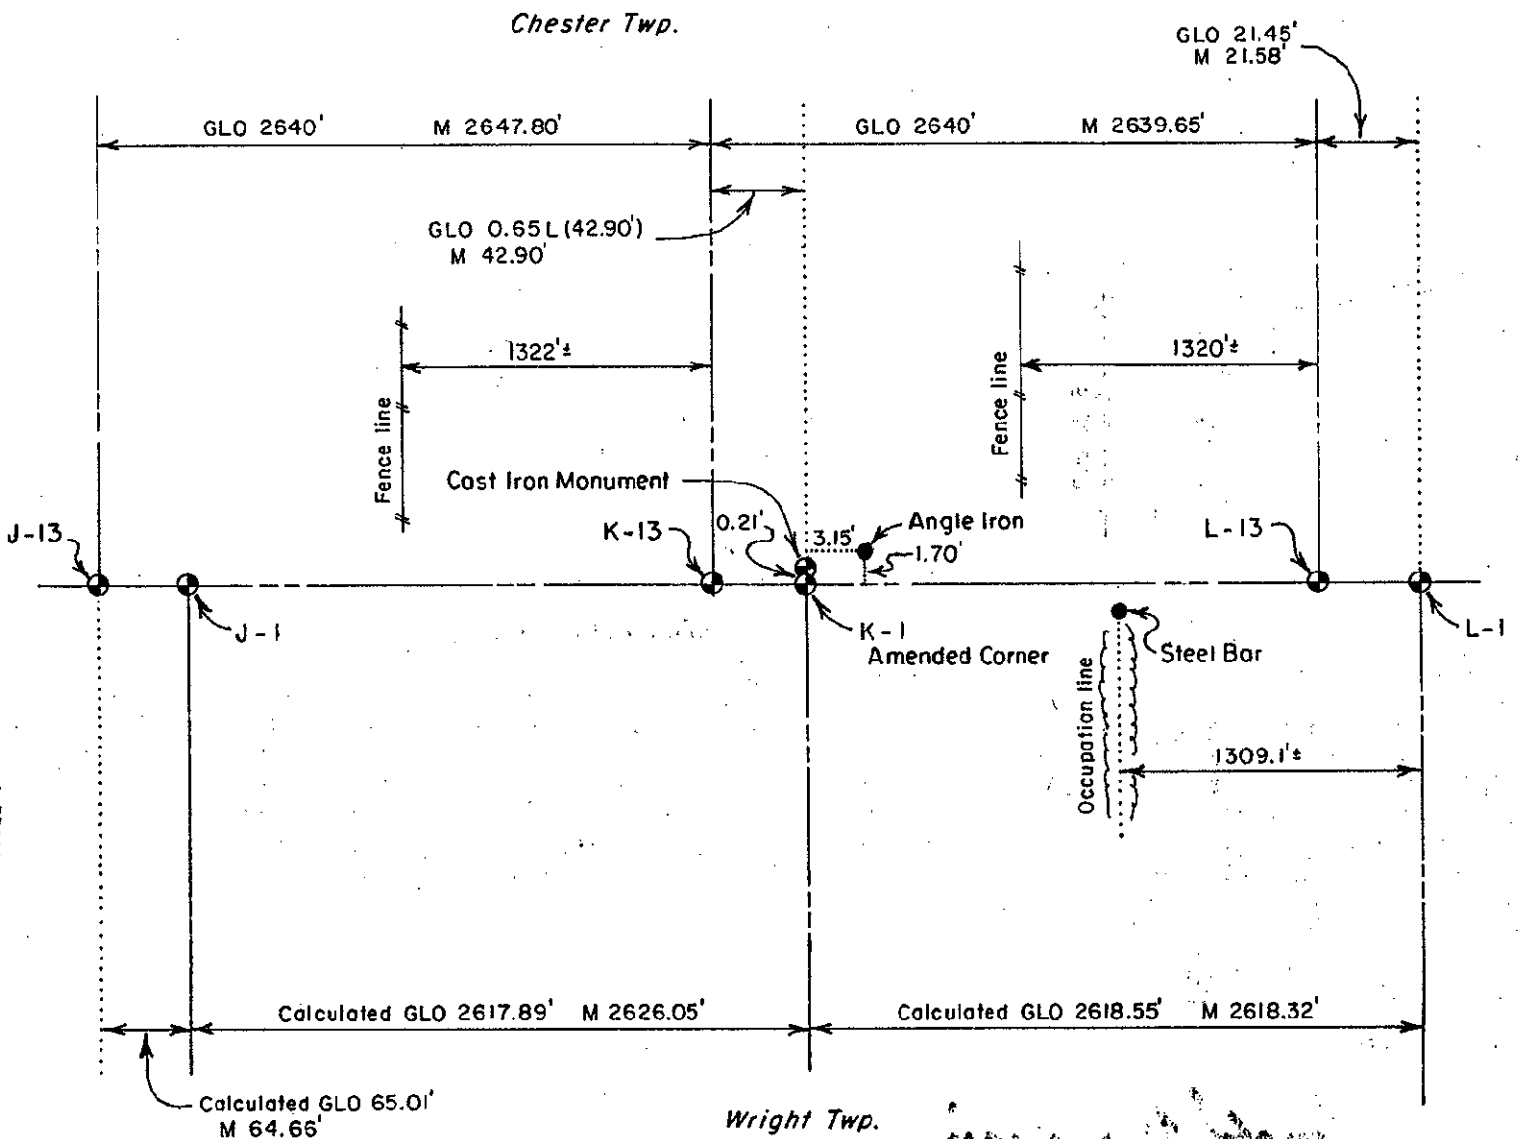 Chester Twp.
GLO 21.45'
M 21.58'
GLO 2640' M 2647.80'
GLO 2640' M 2639.65'
GLO 0.65 L (42.90')
M 42.90'
1322'±
1320'±
Fence line
Fence line
Cast Iron Monument
J-13
K-13
0.21'
3.15'
Angle Iron
1.70'
L-13
J-1
K-1
Amended Corner
Steel Bar
L-1
Occupation line
1309.1'±
Calculated GLO 2617.89' M 2626.05'
Calculated GLO 2618.55' M 2618.32'
Calculated GLO 65.01'
M 64.66'
Wright Twp.